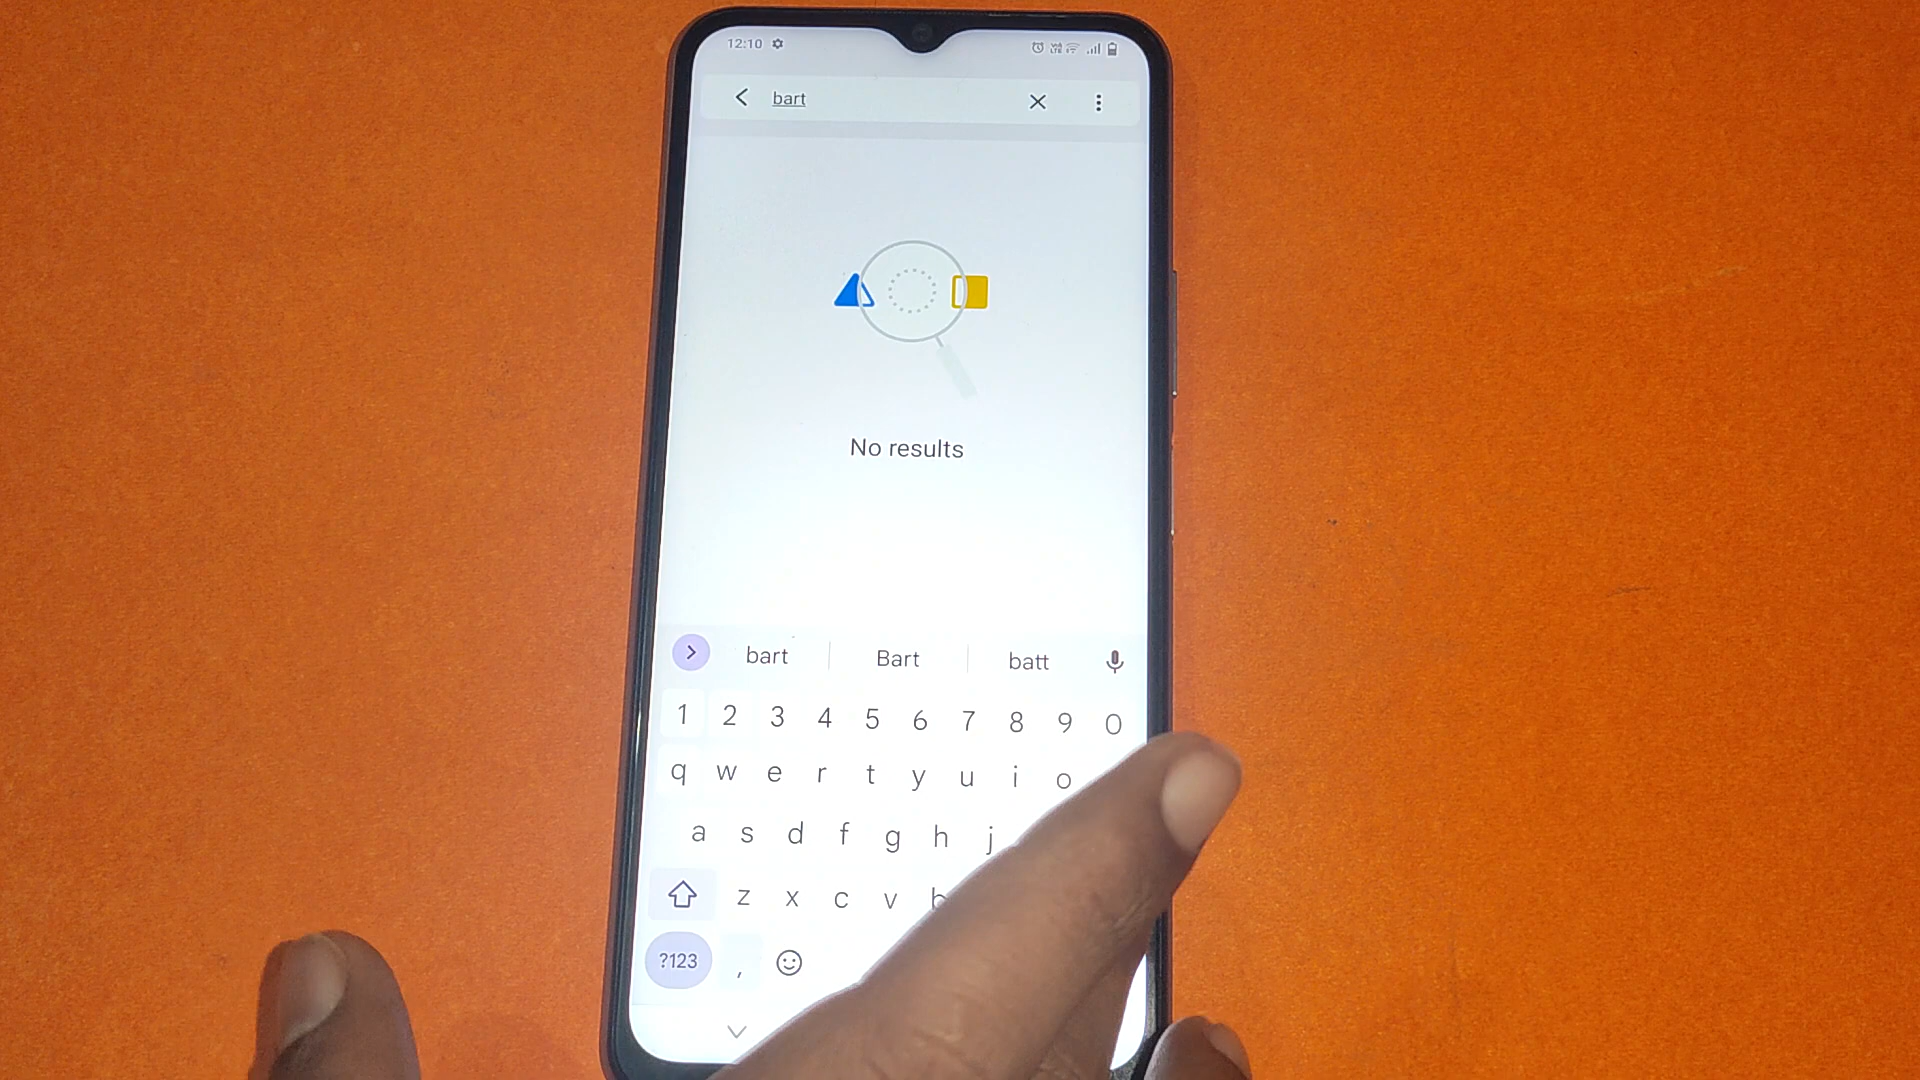 12:10
bart
No results
bart Bart batt
1 2 3 4 5 6 7 8 9 0
q w e r t y u i o
a s d f g h j
z x c v b
?123 ,